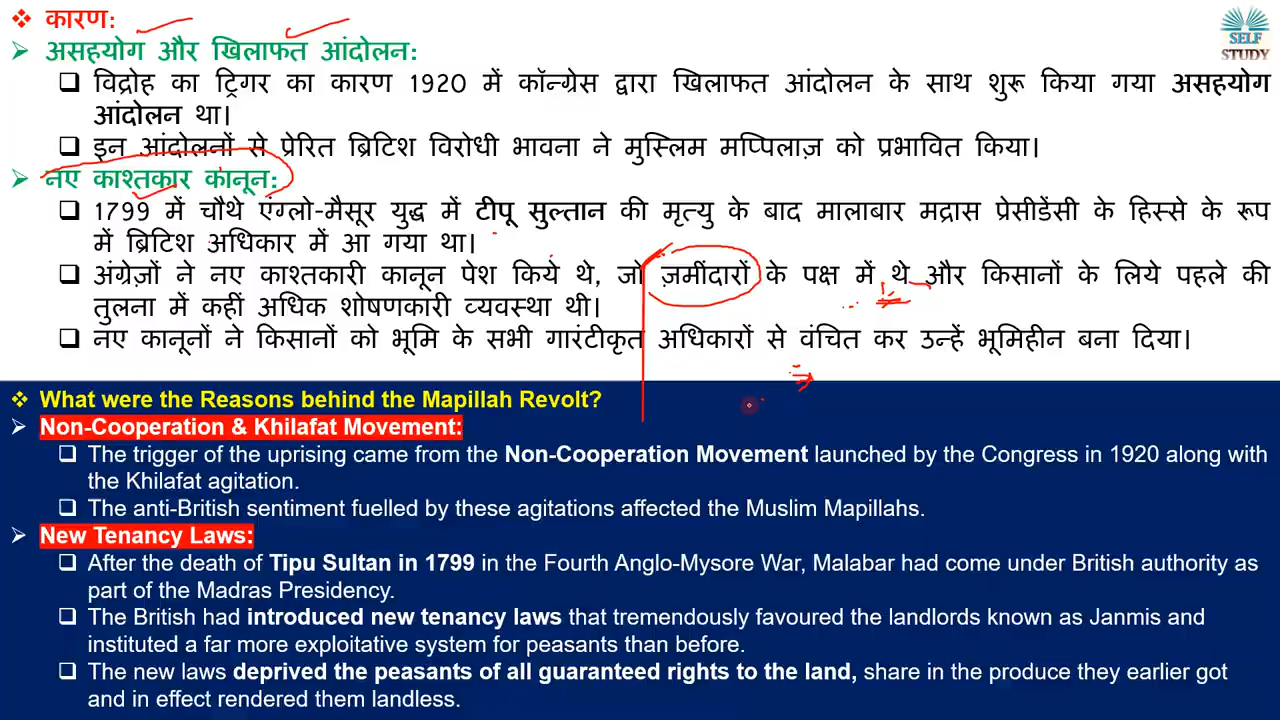 ❖ कारण:
➢ असहयोग और खिलाफत आंदोलन:
❑ विद्रोह का ट्रिगर का कारण 1920 में कॉन्ग्रेस द्वारा खिलाफत आंदोलन के साथ शुरू किया गया असहयोग
आंदोलन था।
❑ इन आंदोलनों से प्रेरित ब्रिटिश विरोधी भावना ने मुस्लिम मप्पिलाज़ को प्रभावित किया।
➢ नए काश्तकार कानून:
❑ 1799 में चौथे एंग्लो-मैसूर युद्ध में टीपू सुल्तान की मृत्यु के बाद मालाबार मद्रास प्रेसीडेंसी के हिस्से के रूप
में ब्रिटिश अधिकार में आ गया था।
❑ अंग्रेज़ों ने नए काश्तकारी कानून पेश किये थे, जो ज़मींदारों के पक्ष में थे और किसानों के लिये पहले की
तुलना में कहीं अधिक शोषणकारी व्यवस्था थी।
❑ नए कानूनों ने किसानों को भूमि के सभी गारंटीकृत अधिकारों से वंचित कर उन्हें भूमिहीन बना दिया।
SELF
STUDY
❖ What were the Reasons behind the Mapillah Revolt?
➢ Non-Cooperation & Khilafat Movement:
❑ The trigger of the uprising came from the Non-Cooperation Movement launched by the Congress in 1920 along with
the Khilafat agitation.
❑ The anti-British sentiment fuelled by these agitations affected the Muslim Mapillahs.
➢ New Tenancy Laws:
❑ After the death of Tipu Sultan in 1799 in the Fourth Anglo-Mysore War, Malabar had come under British authority as
part of the Madras Presidency.
❑ The British had introduced new tenancy laws that tremendously favoured the landlords known as Janmis and
instituted a far more exploitative system for peasants than before.
❑ The new laws deprived the peasants of all guaranteed rights to the land, share in the produce they earlier got
and in effect rendered them landless.